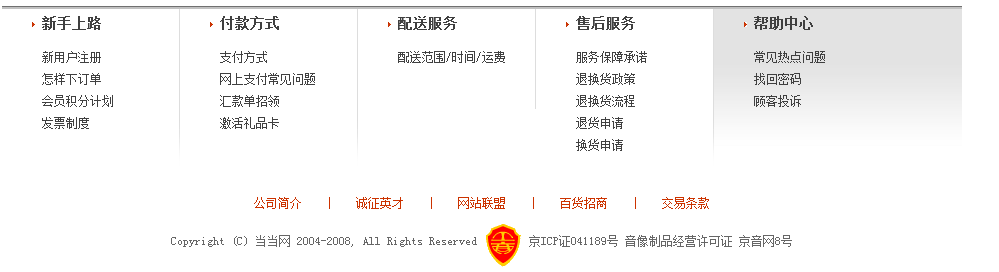 新手上路
新用户注册
怎样下订单
会员积分计划
发票制度
付款方式
支付方式
网上支付常见问题
汇款单招领
激活礼品卡
配送服务
配送范围/时间/运费
售后服务
服务保障承诺
退换货政策
退换货流程
退货申请
换货申请
帮助中心
常见热点问题
找回密码
顾客投诉
公司简介 | 诚征英才 | 网站联盟 | 百货招商 | 交易条款
Copyright (C) 当当网 2004-2008, All Rights Reserved 京ICP证041189号 音像制品经营许可证 京音网8号